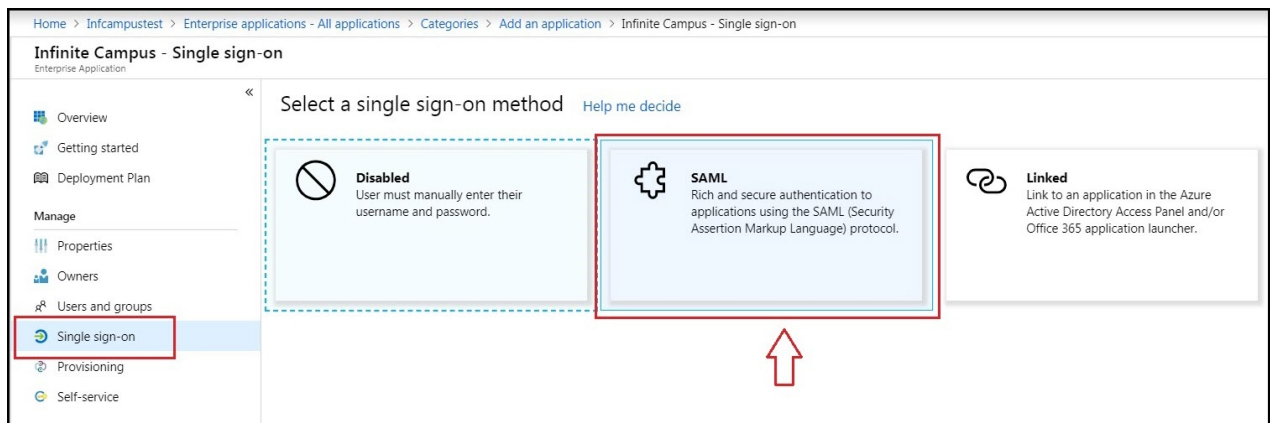 Home > Infcampustest > Enterprise applications - All applications > Categories > Add an application > Infinite Campus - Single sign-on
Infinite Campus - Single sign-on
Enterprise Application
«
Overview
Getting started
Deployment Plan
Manage
Properties
Owners
Users and groups
Single sign-on
Provisioning
Self-service
Select a single sign-on method Help me decide
Disabled
User must manually enter their
username and password.
SAML
Rich and secure authentication to
applications using the SAML (Security
Assertion Markup Language) protocol.
Linked
Link to an application in the Azure
Active Directory Access Panel and/or
Office 365 application launcher.